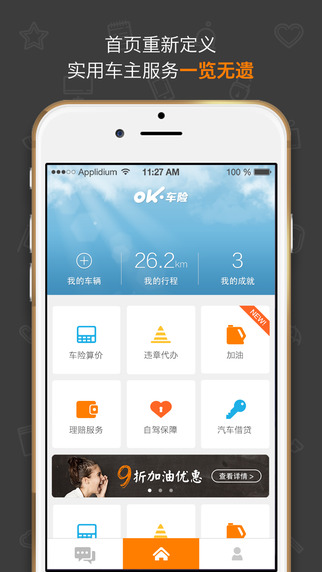 首页重新定义
实用车主服务一览无遗
Applidium 11:27 AM 100 %
OK·车险
26.2km 3
我的车辆 我的行程 我的成就
NEW!
车险算价 违章代办 加油
理赔服务 自驾保障 汽车借贷
9折加油优惠 查看详情 >